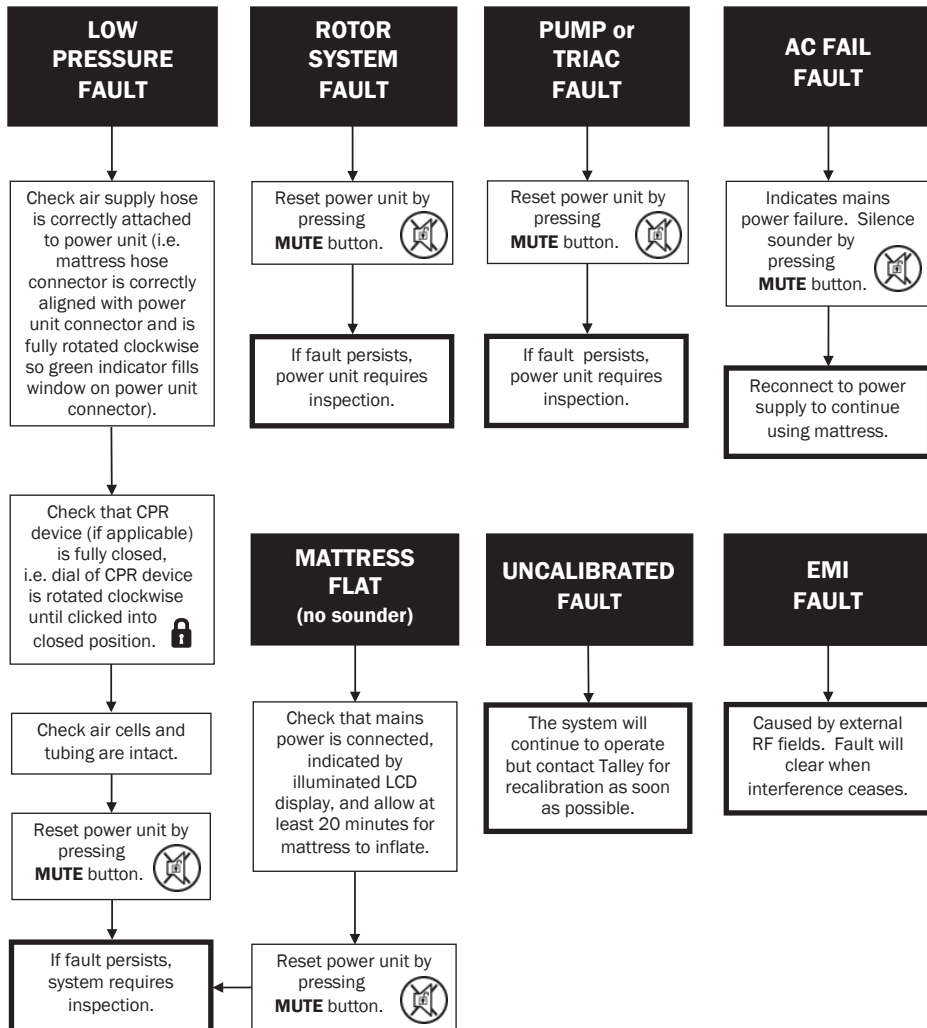 LOW
PRESSURE
FAULT
Check air supply hose
is correctly attached
to power unit (i.e.
mattress hose
connector is correctly
aligned with power
unit connector and is
fully rotated clockwise
so green indicator fills
window on power unit
connector).
Check that CPR
device (if applicable)
is fully closed,
i.e. dial of CPR device
is rotated clockwise
until clicked into
closed position.
Check air cells and
tubing are intact.
Reset power unit by
pressing
MUTE button.
If fault persists,
system requires
inspection.
ROTOR
SYSTEM
FAULT
Reset power unit by
pressing
MUTE button.
If fault persists,
power unit requires
inspection.
PUMP or
TRIAC
FAULT
Reset power unit by
pressing
MUTE button.
If fault persists,
power unit requires
inspection.
AC FAIL
FAULT
Indicates mains
power failure. Silence
sounder by
pressing
MUTE button.
Reconnect to power
supply to continue
using mattress.
MATTRESS
FLAT
(no sounder)
Check that mains
power is connected,
indicated by
illuminated LCD
display, and allow at
least 20 minutes for
mattress to inflate.
Reset power unit by
pressing
MUTE button.
UNCALIBRATED
FAULT
The system will
continue to operate
but contact Talley for
recalibration as soon
as possible.
EMI
FAULT
Caused by external
RF fields. Fault will
clear when
interference ceases.